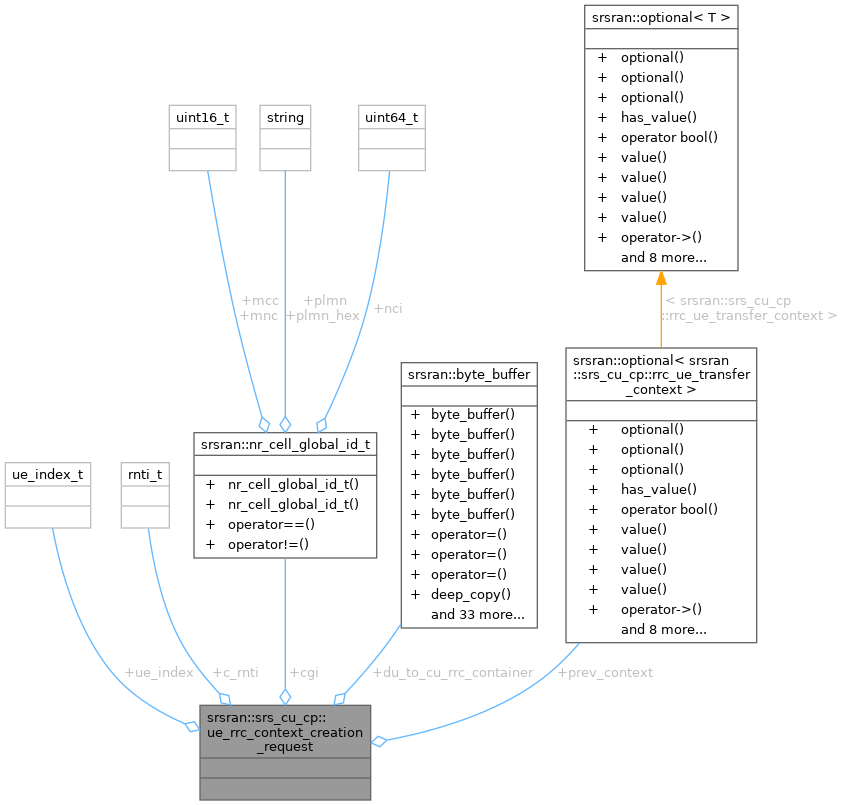 srsran::optional< T >
+ optional()
+ optional()
+ optional()
+ has_value()
+ operator bool()
+ value()
+ value()
+ value()
+ value()
+ operator->()
and 8 more...
uint16_t
string
uint64_t
+mcc
+mnc
+plmn
+plmn_hex
+nci
< srsran::srs_cu_cp
::rrc_ue_transfer_context >
srsran::optional< srsran
::srs_cu_cp::rrc_ue_transfer
_context >
+ optional()
+ optional()
+ optional()
+ has_value()
+ operator bool()
+ value()
+ value()
+ value()
+ value()
+ operator->()
and 8 more...
srsran::byte_buffer
+ byte_buffer()
+ byte_buffer()
+ byte_buffer()
+ byte_buffer()
+ byte_buffer()
+ byte_buffer()
+ operator=()
+ operator=()
+ operator=()
+ deep_copy()
and 33 more...
srsran::nr_cell_global_id_t
+ nr_cell_global_id_t()
+ nr_cell_global_id_t()
+ operator==()
+ operator!=()
ue_index_t
rnti_t
+ue_index
+c_rnti
+cgi
+du_to_cu_rrc_container
+prev_context
srsran::srs_cu_cp::
ue_rrc_context_creation
_request